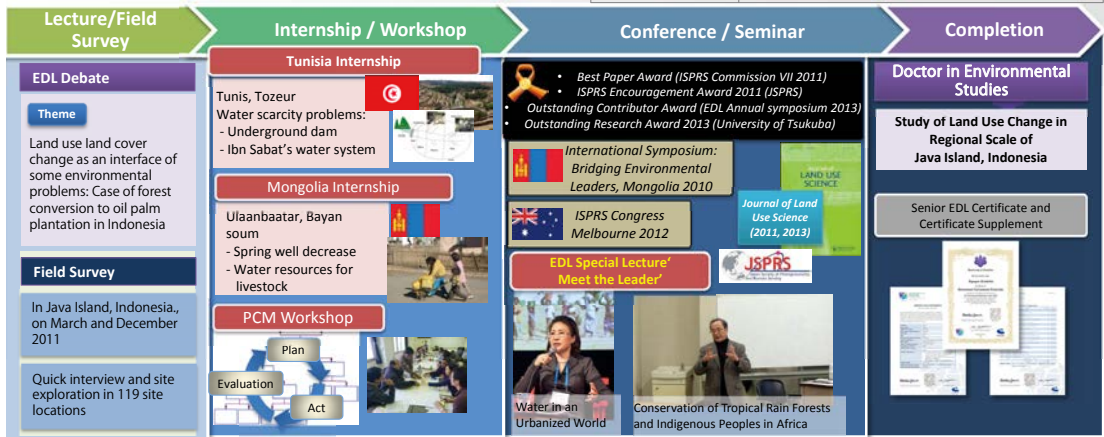 Lecture/Field
Survey
Internship / Workshop
Conference / Seminar
Completion
EDL Debate
Theme
Land use land cover
change as an interface of
some environmental
problems: Case of forest
conversion to oil palm
plantation in Indonesia
Field Survey
In Java Island, Indonesia.,
on March and December
2011
Quick interview and site
exploration in 119 site
locations
Tunisia Internship
Tunis, Tozeur
Water scarcity problems:
- Underground dam
- Ibn Sabat's water system
Mongolia Internship
Ulaanbaatar, Bayan
soum
- Spring well decrease
- Water resources for
livestock
PCM Workshop
Plan
Evaluation
Act
• Best Paper Award (ISPRS Commission VII 2011)
• ISPRS Encouragement Award 2011 (JSPRS)
• Outstanding Contributor Award (EDL Annual symposium 2013)
• Outstanding Research Award 2013 (University of Tsukuba)
International Symposium:
Bridging Environmental
Leaders, Mongolia 2010
ISPRS Congress
Melbourne 2012
Journal of Land
Use Science
(2011, 2013)
LAND USE
SCIENCE
JSPRS
EDL Special Lecture'
Meet the Leader'
Water in an
Urbanized World
Conservation of Tropical Rain Forests
and Indigenous Peoples in Africa
Doctor in Environmental
Studies
Study of Land Use Change in
Regional Scale of
Java Island, Indonesia
Senior EDL Certificate and
Certificate Supplement